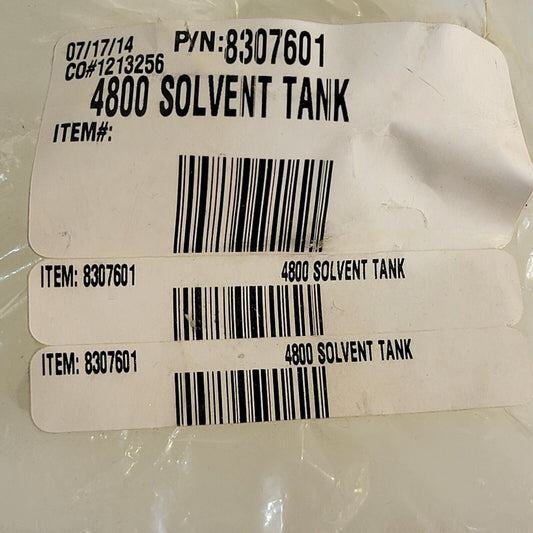 07/17/14 P/N:8307601
CO#1213256
4800 SOLVENT TANK
ITEM#:
ITEM: 8307601 4800 SOLVENT TANK
ITEM: 8307601 4800 SOLVENT TANK